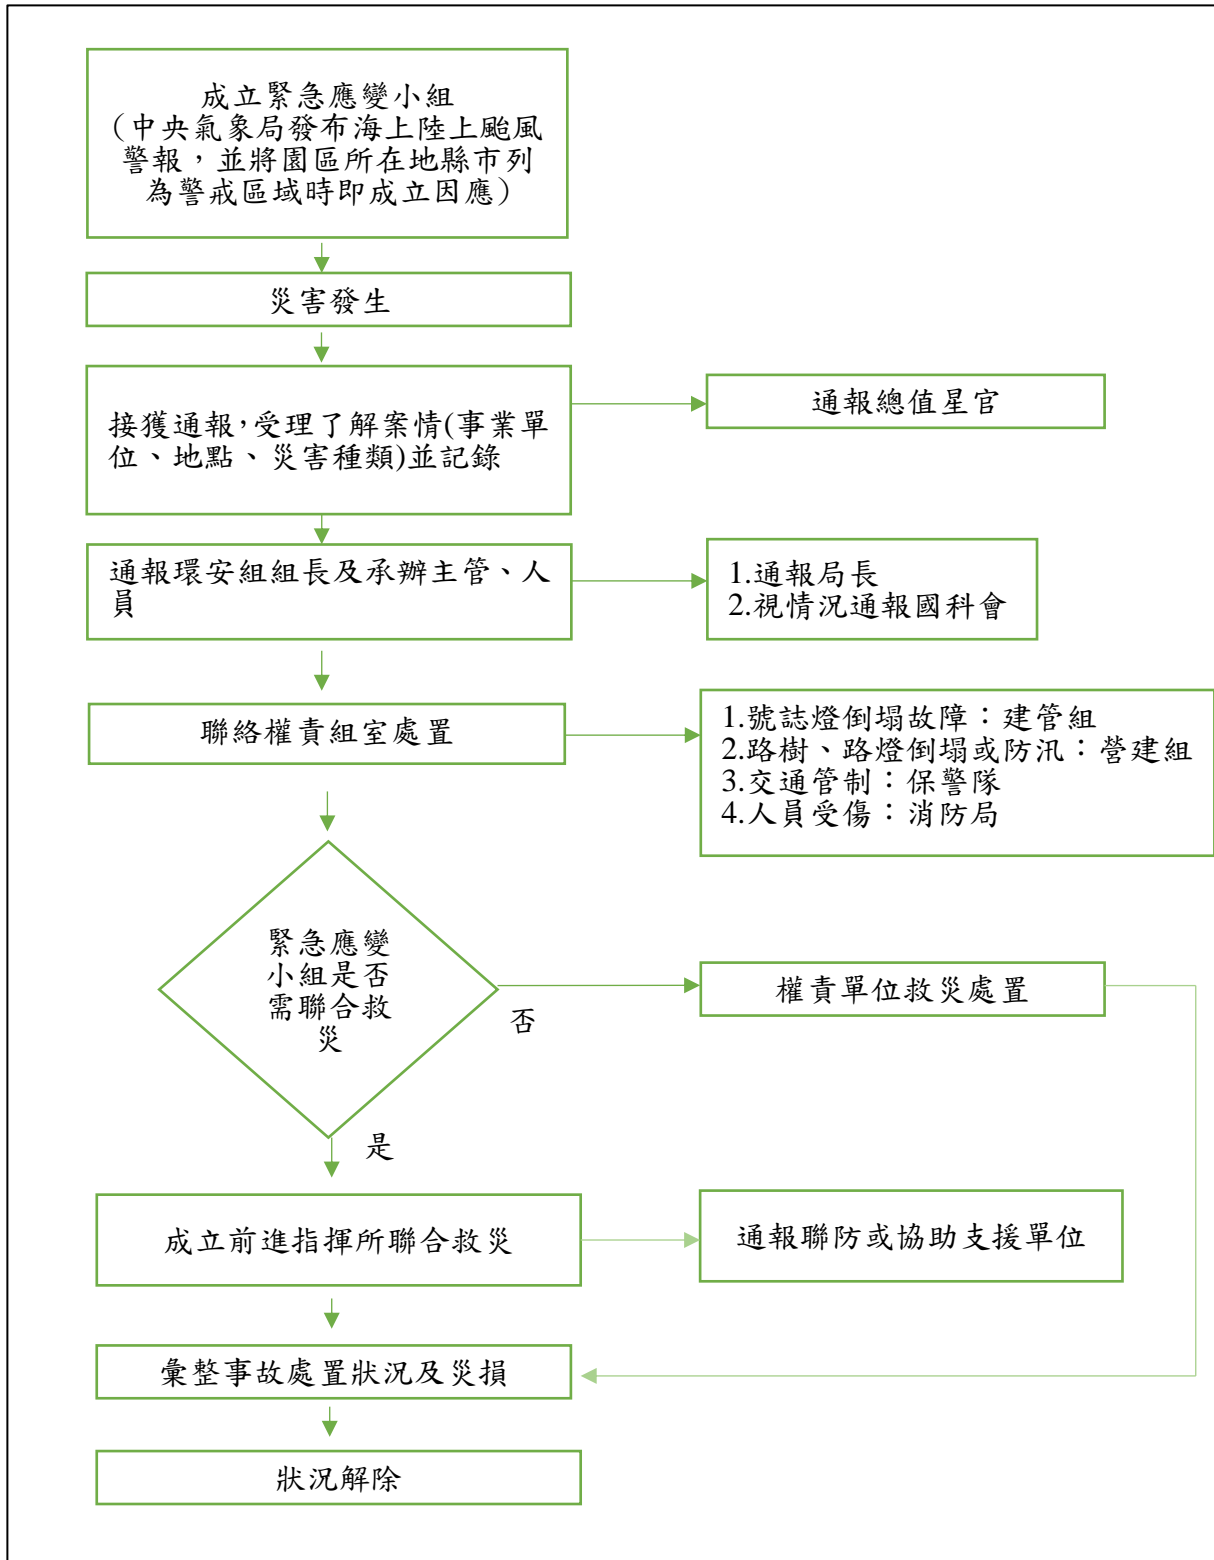 成立緊急應變小組
（中央氣象局發布海上陸上颱風
警報，並將園區所在地縣市列
為警戒區域時即成立因應）
災害發生
接獲通報,受理了解案情(事業單
位、地點、災害種類)並記錄
通報總值星官
通報環安組組長及承辦主管、人
員
1.通報局長
2.視情況通報國科會
聯絡權責組室處置
1.號誌燈倒塌故障：建管組
2.路樹、路燈倒塌或防汛：營建組
3.交通管制：保警隊
4.人員受傷：消防局
緊急應變
小組是否
需聯合救
災
否
權責單位救災處置
是
成立前進指揮所聯合救災
通報聯防或協助支援單位
彙整事故處置狀況及災損
狀況解除